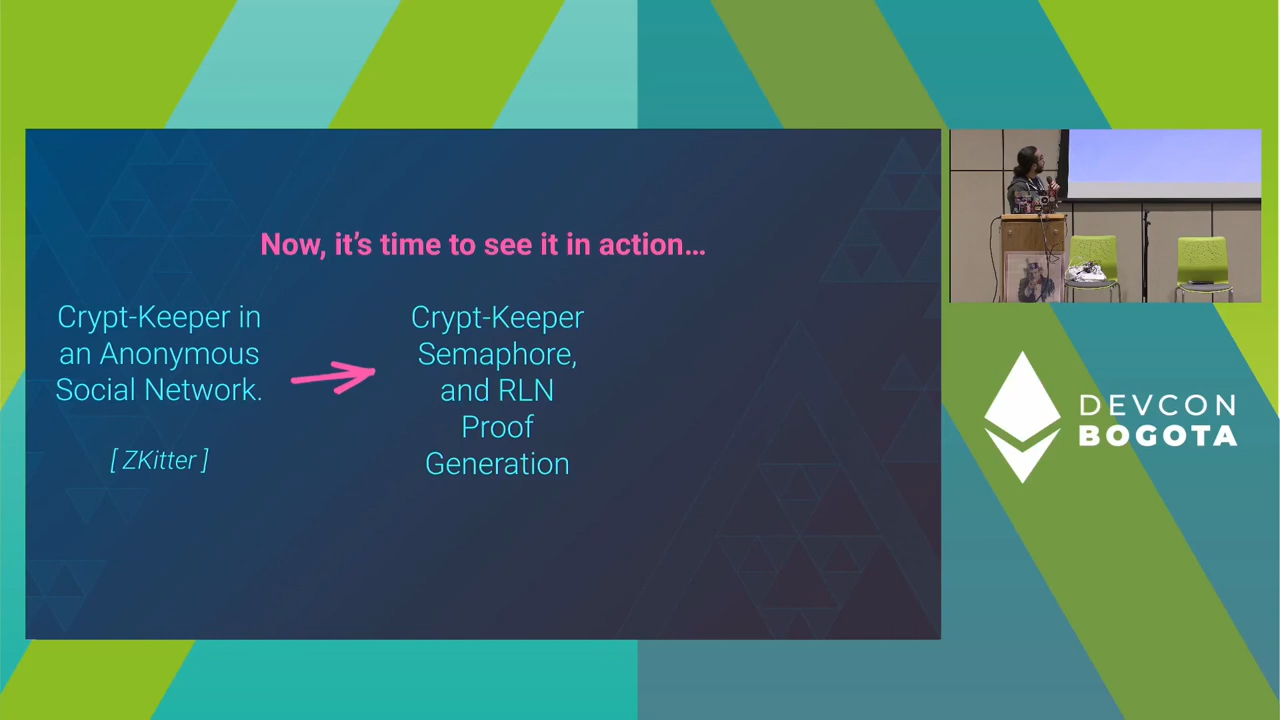 Now, it's time to see it in action...
Crypt-Keeper in
an Anonymous
Social Network.
[ ZKitter ]
Crypt-Keeper
Semaphore,
and RLN
Proof
Generation
DEVCON
BOGOTA